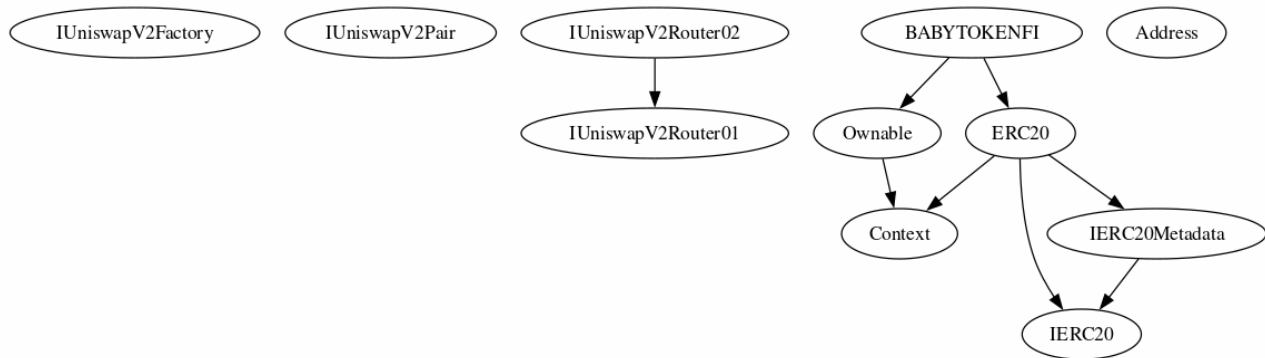 IUniswapV2Factory
IUniswapV2Pair
IUniswapV2Router02
BABYTOKENFI
Address
IUniswapV2Router01
Ownable
ERC20
Context
IERC20Metadata
IERC20